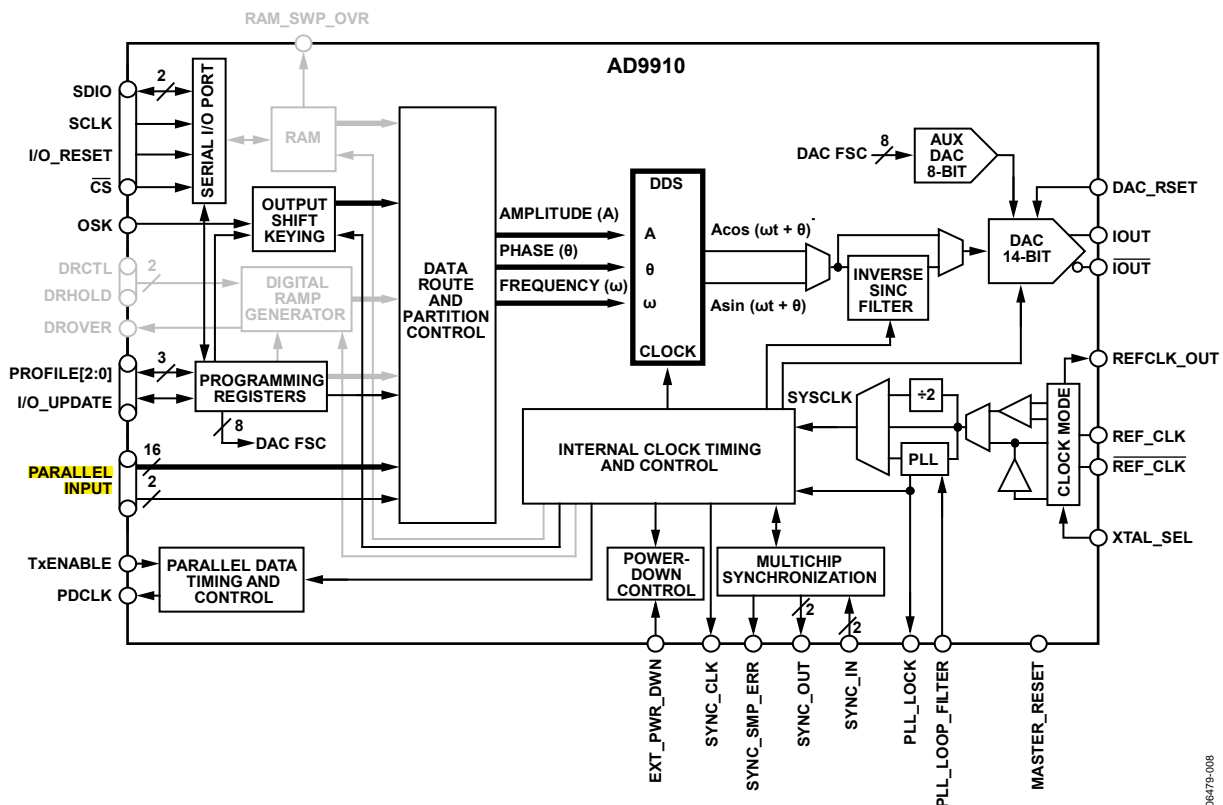 RAM_SWP_OVR
AD9910
2
SDIO
SCLK
I/O_RESET
CS
SERIAL I/O PORT
RAM
OSK
OUTPUT
SHIFT
KEYING
DRCTL
2
DRHOLD
DROVER
DIGITAL
RAMP
GENERATOR
PROFILE[2:0]
3
I/O_UPDATE
PROGRAMMING
REGISTERS
8
DAC FSC
PARALLEL
INPUT
16
2
TxENABLE
PDCLK
PARALLEL DATA
TIMING AND
CONTROL
DATA
ROUTE
AND
PARTITION
CONTROL
AMPLITUDE (A)
PHASE (θ)
FREQUENCY (ω)
DDS
A
θ
ω
CLOCK
Acos (ωt + θ)
Asin (ωt + θ)
INVERSE
SINC
FILTER
DAC FSC
8
AUX
DAC
8-BIT
DAC
14-BIT
DAC_RSET
IOUT
IOUT
REFCLK_OUT
REF_CLK
REF_CLK
XTAL_SEL
CLOCK MODE
SYSCLK
÷2
PLL
INTERNAL CLOCK TIMING
AND CONTROL
POWER-
DOWN
CONTROL
MULTICHIP
SYNCHRONIZATION
2
2
EXT_PWR_DWN
SYNC_CLK
SYNC_SMP_ERR
SYNC_OUT
SYNC_IN
PLL_LOCK
PLL_LOOP_FILTER
MASTER_RESET
06479-008